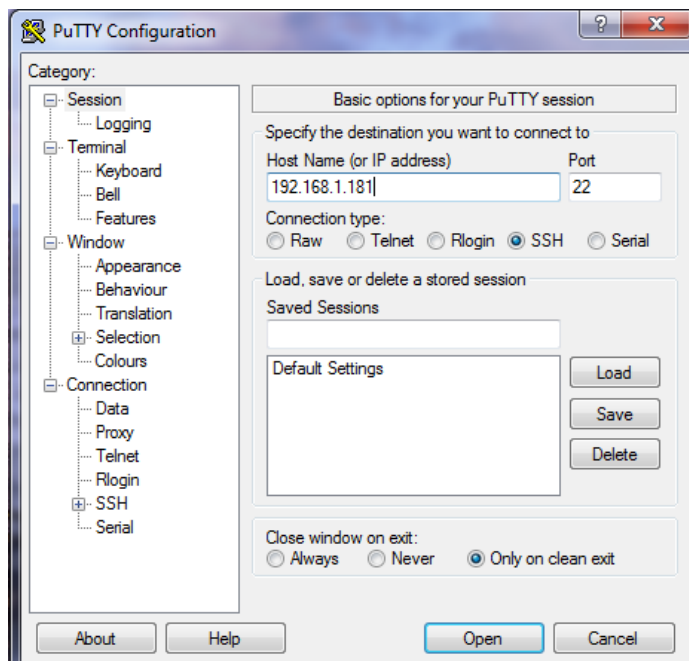 PuTTY Configuration
Category:
Session
Logging
Terminal
Keyboard
Bell
Features
Window
Appearance
Behaviour
Translation
Selection
Colours
Connection
Data
Proxy
Telnet
Rlogin
SSH
Serial
Basic options for your PuTTY session
Specify the destination you want to connect to
Host Name (or IP address) Port
192.168.1.181 22
Connection type:
Raw Telnet Rlogin SSH Serial
Load, save or delete a stored session
Saved Sessions
Default Settings
Load
Save
Delete
Close window on exit:
Always Never Only on clean exit
About Help Open Cancel